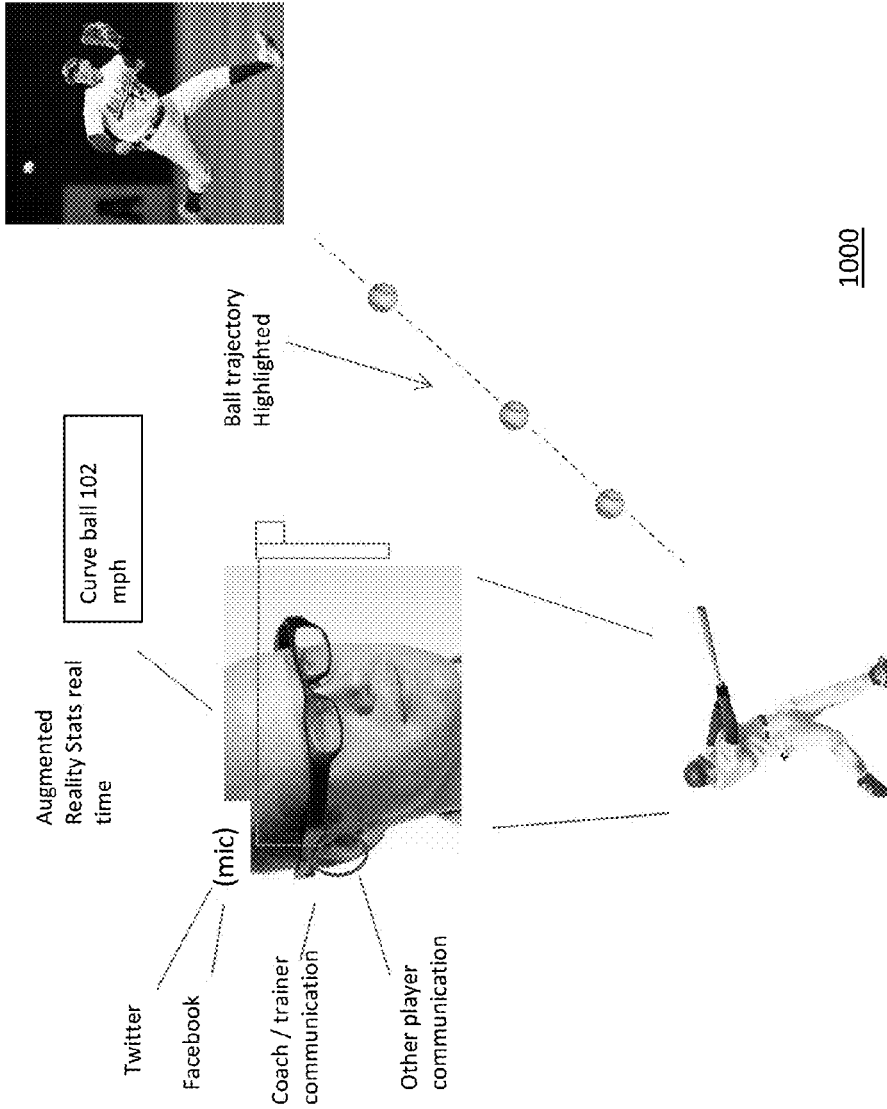 Twitter
Facebook
Coach / trainer
communication
Other player
communication
(mic)
Augmented
Reality Stats real
time
Curve ball 102
mph
Ball trajectory
Highlighted
1000